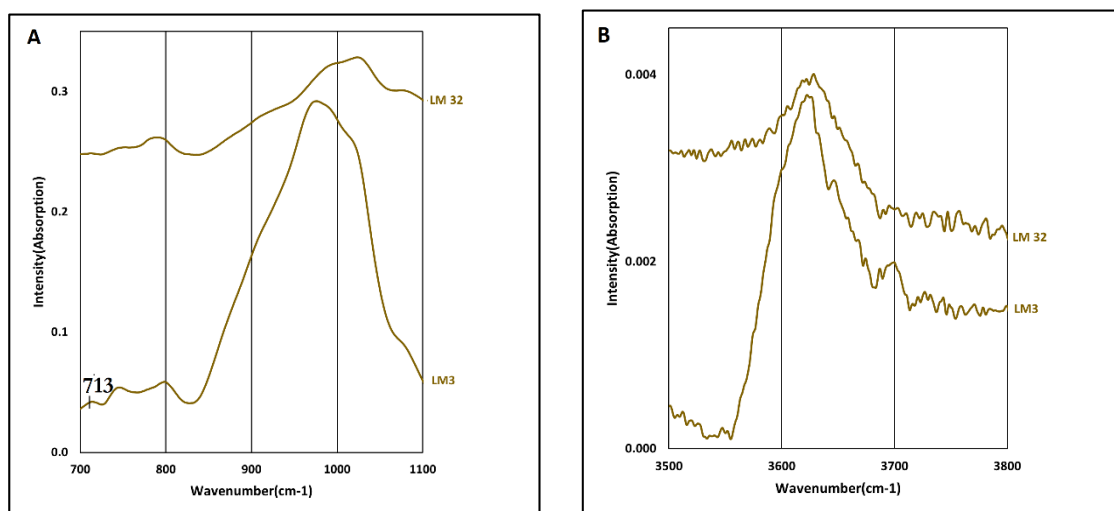 A
Intensity(Absorption)
0.3
0.2
0.1
0.0
LM 32
LM3
713
700 800 900 1000 1100
Wavenumber(cm-1)
B
Intensity(Absorption)
0.004
0.002
0.000
LM 32
LM3
3500 3600 3700 3800
Wavenumber(cm-1)